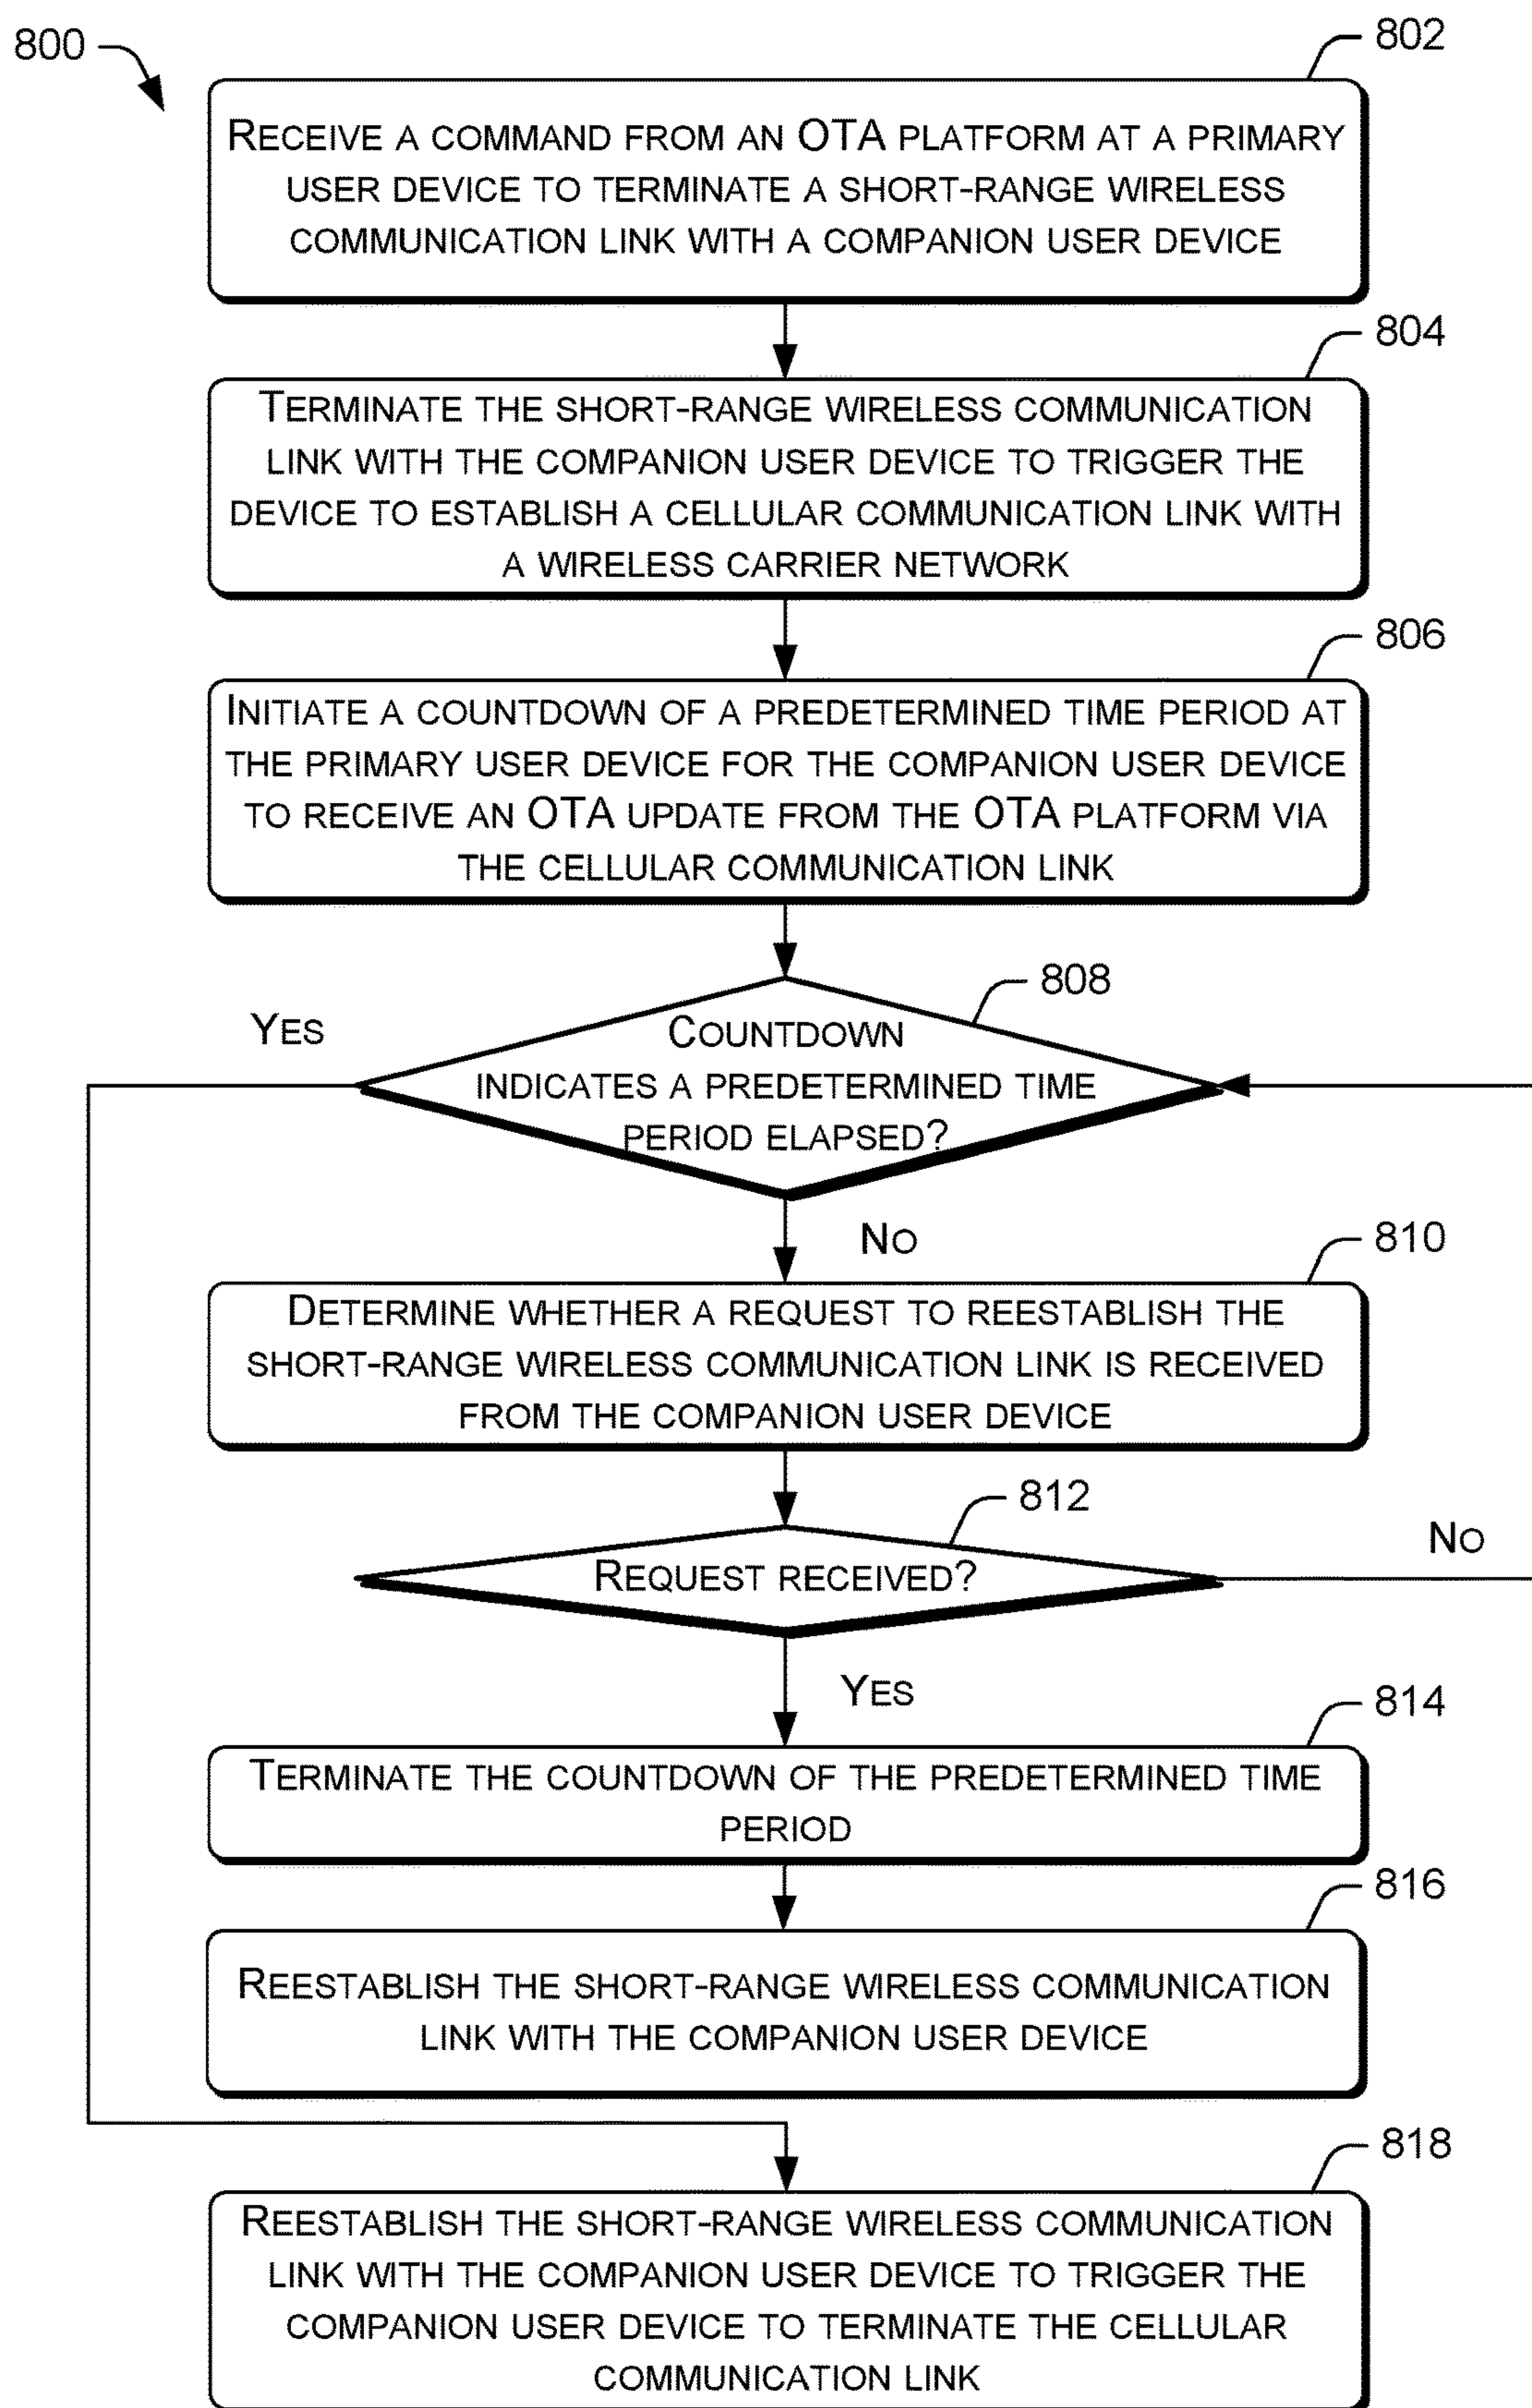 800
802
RECEIVE A COMMAND FROM AN OTA PLATFORM AT A PRIMARY
USER DEVICE TO TERMINATE A SHORT-RANGE WIRELESS
COMMUNICATION LINK WITH A COMPANION USER DEVICE
804
TERMINATE THE SHORT-RANGE WIRELESS COMMUNICATION
LINK WITH THE COMPANION USER DEVICE TO TRIGGER THE
DEVICE TO ESTABLISH A CELLULAR COMMUNICATION LINK WITH
A WIRELESS CARRIER NETWORK
806
INITIATE A COUNTDOWN OF A PREDETERMINED TIME PERIOD AT
THE PRIMARY USER DEVICE FOR THE COMPANION USER DEVICE
TO RECEIVE AN OTA UPDATE FROM THE OTA PLATFORM VIA
THE CELLULAR COMMUNICATION LINK
808
YES
COUNTDOWN
INDICATES A PREDETERMINED TIME
PERIOD ELAPSED?
NO
810
DETERMINE WHETHER A REQUEST TO REESTABLISH THE
SHORT-RANGE WIRELESS COMMUNICATION LINK IS RECEIVED
FROM THE COMPANION USER DEVICE
812
REQUEST RECEIVED?
NO
YES
814
TERMINATE THE COUNTDOWN OF THE PREDETERMINED TIME
PERIOD
816
REESTABLISH THE SHORT-RANGE WIRELESS COMMUNICATION
LINK WITH THE COMPANION USER DEVICE
818
REESTABLISH THE SHORT-RANGE WIRELESS COMMUNICATION
LINK WITH THE COMPANION USER DEVICE TO TRIGGER THE
COMPANION USER DEVICE TO TERMINATE THE CELLULAR
COMMUNICATION LINK